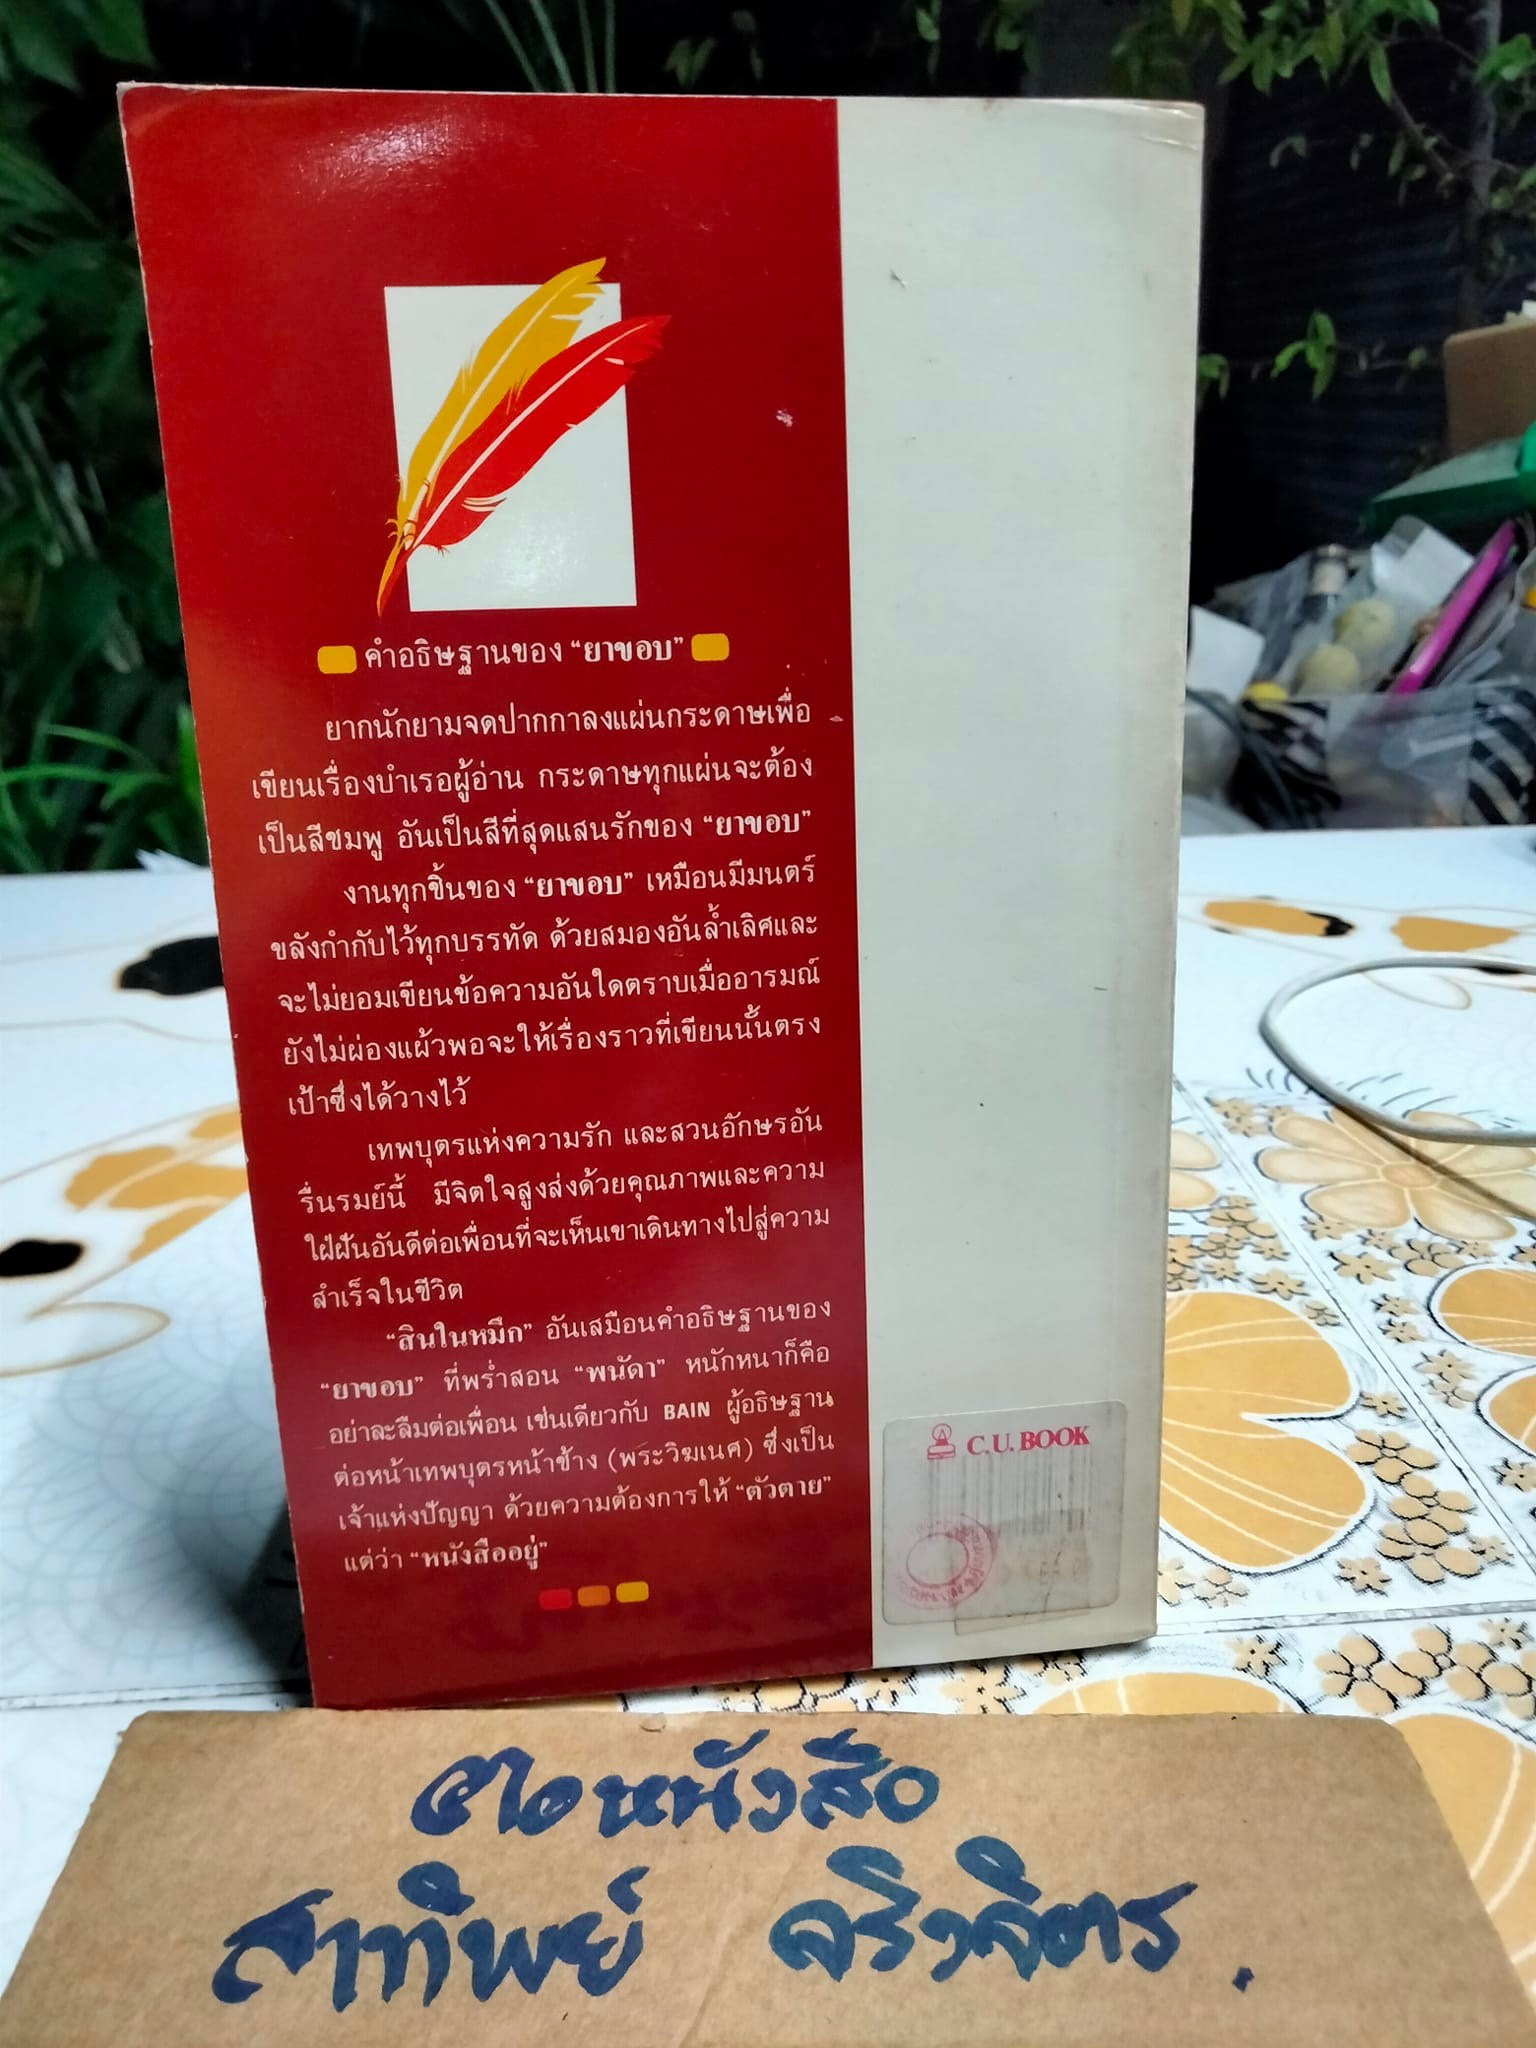 คำอธิษฐานของ “ยาขอบ”
ยากนักยามจดปากกาลงแผ่นกระดาษเพื่อ
เขียนเรื่องบำเรอผู้อ่าน กระดาษทุกแผ่นจะต้อง
เป็นสีชมพู อันเป็นสีที่สุดแสนรักของ “ยาขอบ”
งานทุกชิ้นของ “ยาขอบ” เหมือนมีมนตร์
ขลังกำกับไว้ทุกบรรทัด ด้วยสมองอันล้ำเลิศและ
จะไม่ยอมเขียนข้อความอันใดตราบเมื่ออารมณ์
ยังไม่ผ่องแผ้วพอจะให้เรื่องราวที่เขียนนั้นตรง
เป้าซึ่งได้วางไว้
เทพบุตรแห่งความรัก และสวนอักษรอัน
รื่นรมย์นี้ มีจิตใจสูงส่งด้วยคุณภาพและความ
ใฝ่ฝันอันดีต่อเพื่อนที่จะเห็นเขาเดินทางไปสู่ความ
สำเร็จในชีวิต
“สินในหมึก” อันเสมือนคำอธิษฐานของ
“ยาขอบ” ที่พร่ำสอน “พนัดา” หนักหนาก็คือ
อย่าละลืมต่อเพื่อน เช่นเดียวกับ BAIN ผู้อธิษฐาน
ต่อหน้าเทพบุตรหน้าช้าง (พระวิฆเนศ) ซึ่งเป็น
เจ้าแห่งปัญญา ด้วยความต้องการให้ “ตัวตาย”
แต่ว่า “หนังสืออยู่”
C.U. BOOK
หนังสือ
สาทิพย์ จริงจิตร.